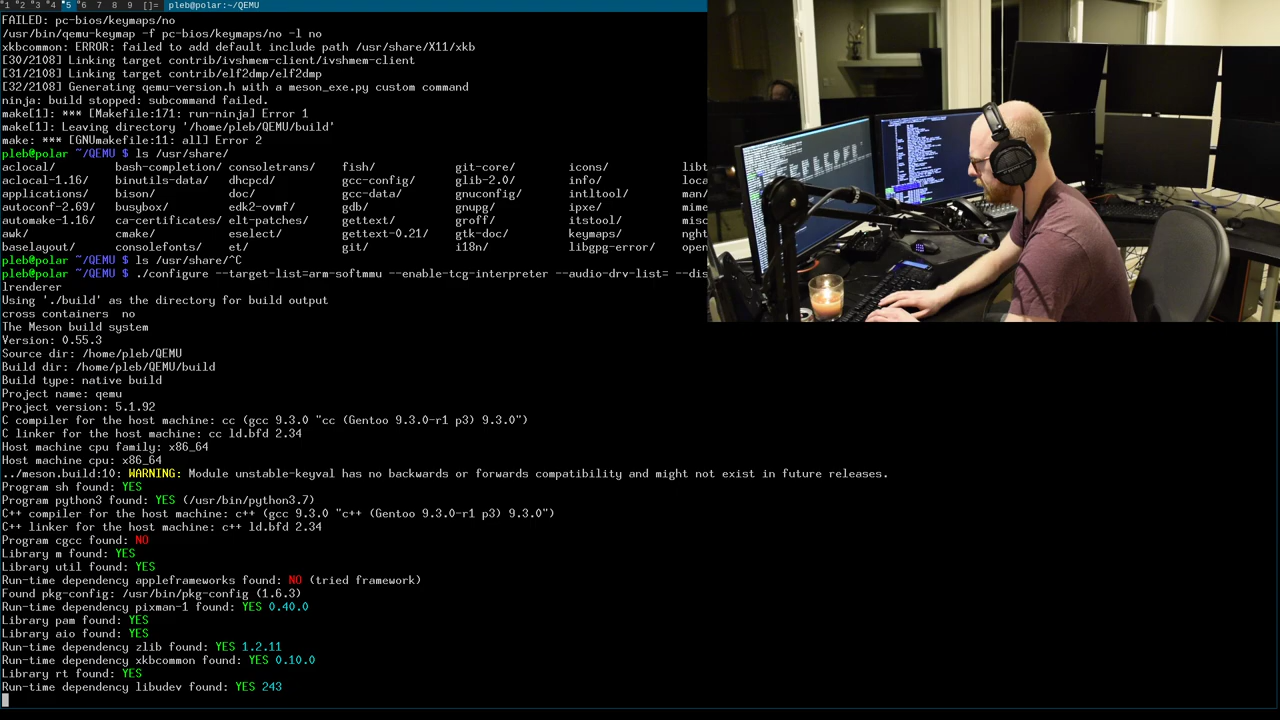 1 2 3 4 5 6 7 8 9 []= pleb@polar:~/QEMU
FAILED: pc-bios/keymaps/no
/usr/bin/qemu-keymap -f pc-bios/keymaps/no -l no
xkbcommon: ERROR: failed to add default include path /usr/share/X11/xkb
[30/2108] Linking target contrib/ivshmem-client/ivshmem-client
[31/2108] Linking target contrib/elf2dmp/elf2dmp
[32/2108] Generating qemu-version.h with a meson_exe.py custom command
ninja: build stopped: subcommand failed.
make[1]: *** [Makefile:171: run-ninja] Error 1
make[1]: Leaving directory '/home/pleb/QEMU/build'
make: *** [GNUmakefile:11: all] Error 2
pleb@polar ~/QEMU $ ls /usr/share/
aclocal/ bash-completion/ consoletrans/ fish/ git-core/ icons/ libt
aclocal-1.16/ binutils-data/ dhcpcd/ gcc-config/ glib-2.0/ info/ loca
applications/ bison/ doc/ gcc-data/ gnuconfig/ intltool/ man/
autoconf-2.69/ busybox/ edk2-ovmf/ gdb/ gnupg/ ipxe/ mime
automake-1.16/ ca-certificates/ elt-patches/ gettext/ groff/ itstool/ misc
awk/ cmake/ eselect/ gettext-0.21/ gtk-doc/ keymaps/ nght
baselayout/ consolefonts/ et/ git/ i18n/ libgpg-error/ open
pleb@polar ~/QEMU $ ls /usr/share/^C
pleb@polar ~/QEMU $ ./configure --target-list=arm-softmmu --enable-tcg-interpreter --audio-drv-list= --dis
lrenderer
Using './build' as the directory for build output
cross containers  no
The Meson build system
Version: 0.55.3
Source dir: /home/pleb/QEMU
Build dir: /home/pleb/QEMU/build
Build type: native build
Project name: qemu
Project version: 5.1.92
C compiler for the host machine: cc (gcc 9.3.0 "cc (Gentoo 9.3.0-r1 p3) 9.3.0")
C linker for the host machine: cc ld.bfd 2.34
Host machine cpu family: x86_64
Host machine cpu: x86_64
../meson.build:10: WARNING: Module unstable-keyval has no backwards or forwards compatibility and might not exist in future releases.
Program sh found: YES
Program python3 found: YES (/usr/bin/python3.7)
C++ compiler for the host machine: c++ (gcc 9.3.0 "c++ (Gentoo 9.3.0-r1 p3) 9.3.0")
C++ linker for the host machine: c++ ld.bfd 2.34
Program cgcc found: NO
Library m found: YES
Library util found: YES
Run-time dependency appleframeworks found: NO (tried framework)
Found pkg-config: /usr/bin/pkg-config (1.6.3)
Run-time dependency pixman-1 found: YES 0.40.0
Library pam found: YES
Library aio found: YES
Run-time dependency zlib found: YES 1.2.11
Run-time dependency xkbcommon found: YES 0.10.0
Library rt found: YES
Run-time dependency libudev found: YES 243